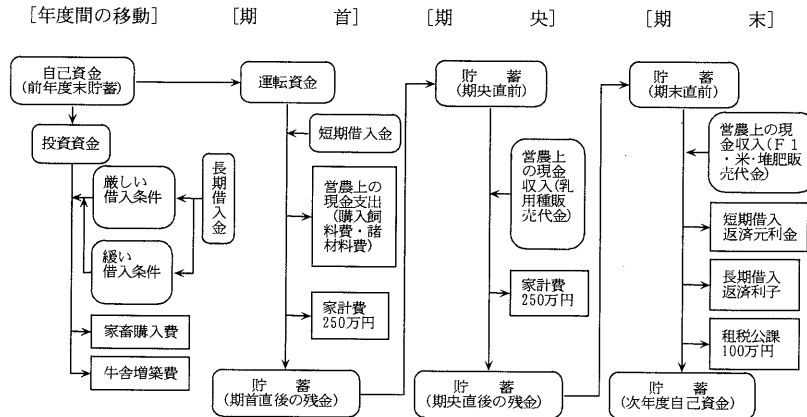 [年度間の移動]
[期　首]
[期　央]
[期　末]
自己資金
(前年度末貯蓄)
投資資金
厳しい
借入条件
緩い
借入条件
長期借入金
家畜購入費
牛舎増築費
運転資金
短期借入金
営農上の
現金支出
(購入飼
料費・諸
材料費)
家計費
250万円
貯　蓄
(期首直後の残金)
貯　蓄
(期央直前)
営農上の
の現金
収入(乳
用種販
売代金)
家計費
250万円
貯　蓄
(期央直後の残金)
貯　蓄
(期末直前)
営農上の現
金収入(F1
・米・堆肥販
売代金)
短期借入
返済元利金
長期借入
返済利子
租税公課
100万円
貯　蓄
(次年度自己資金)